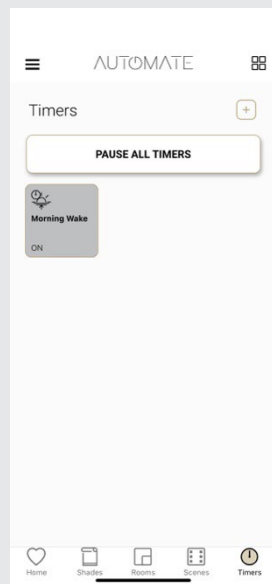 AUTOMATE
Timers
PAUSE ALL TIMERS
Morning Wake
ON
Home
Shades
Rooms
Scenes
Timers